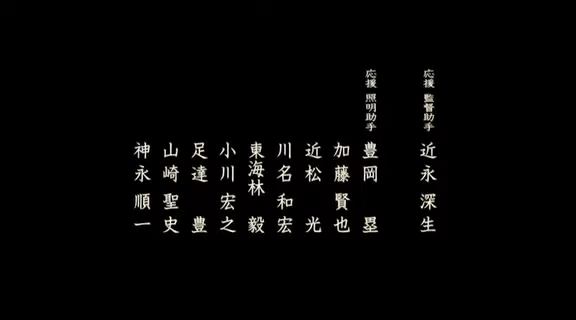 応援 監督助手
近永深生
応援 照明助手
豊岡 塁
加藤賢也
近松 光
川名和宏
東海林 毅
小川宏之
足達 豊
山崎聖史
神永順一